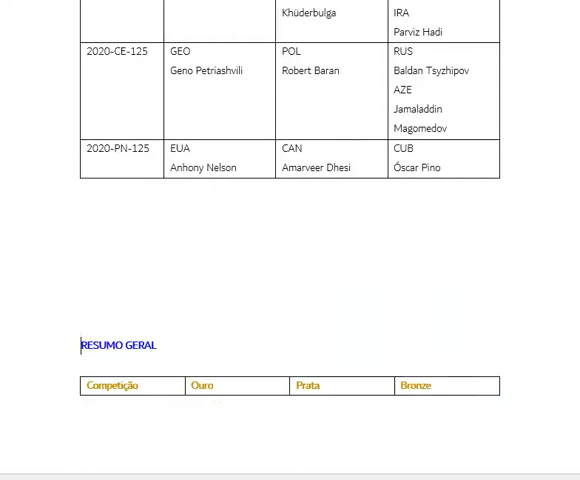 Khüderbulga IRA
Parviz Hadi
2020-CE-125 GEO POL RUS
Geno Petriashvili Robert Baran Baldan Tsyzhipov
AZE
Jamaladdin
Magomedov
2020-PN-125 EUA CAN CUB
Anhony Nelson Amarveer Dhesi Óscar Pino
RESUMO GERAL
Competição Ouro Prata Bronze